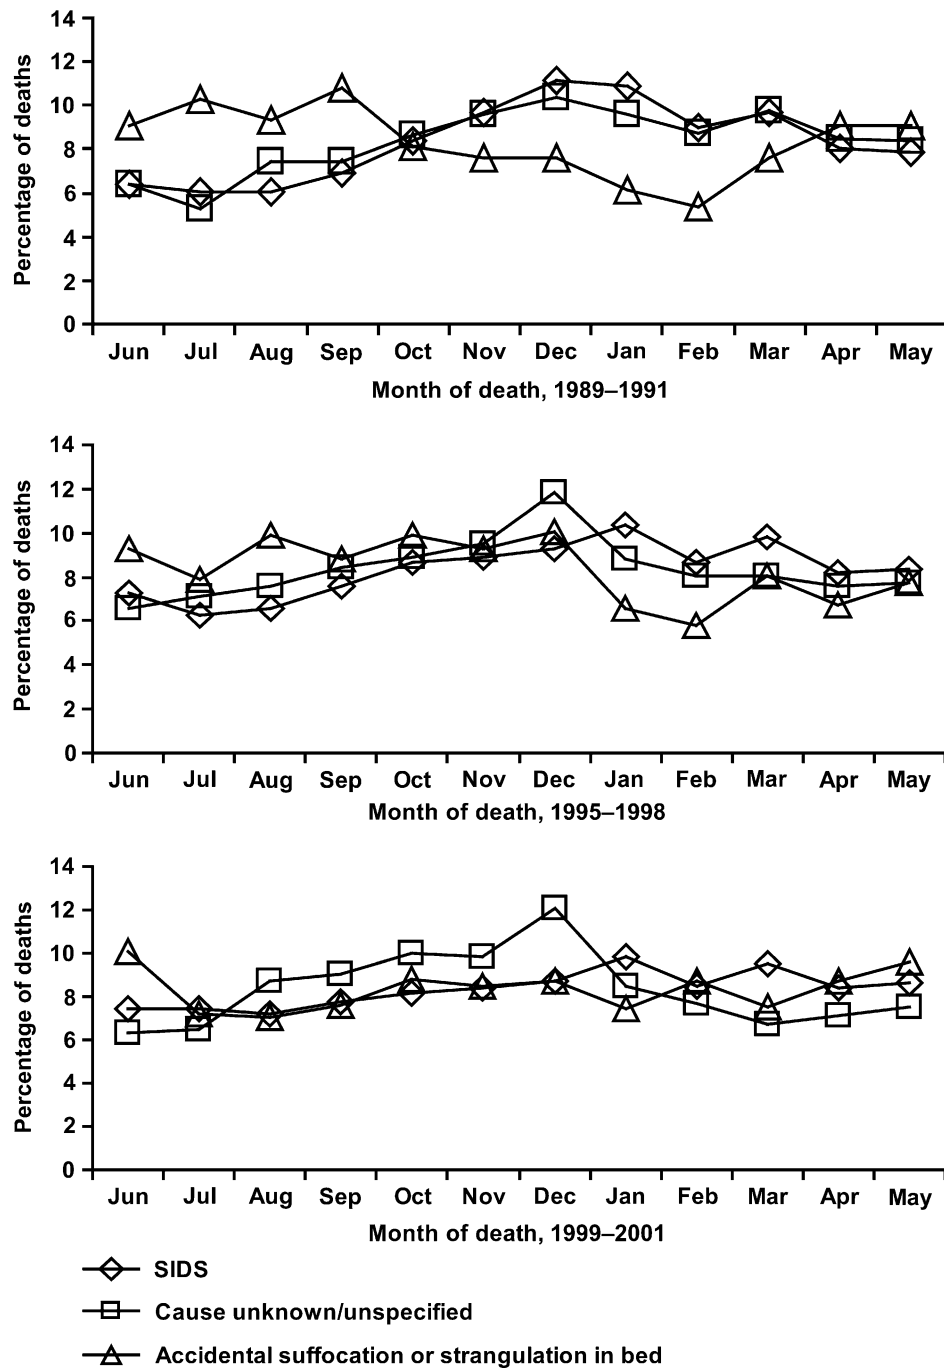 Percentage of deaths
14
12
10
8
6
4
2
0
Jun Jul Aug Sep Oct Nov Dec Jan Feb Mar Apr May
Month of death, 1989–1991
Percentage of deaths
14
12
10
8
6
4
2
0
Jun Jul Aug Sep Oct Nov Dec Jan Feb Mar Apr May
Month of death, 1995–1998
Percentage of deaths
14
12
10
8
6
4
2
0
Jun Jul Aug Sep Oct Nov Dec Jan Feb Mar Apr May
Month of death, 1999–2001
SIDS
Cause unknown/unspecified
Accidental suffocation or strangulation in bed